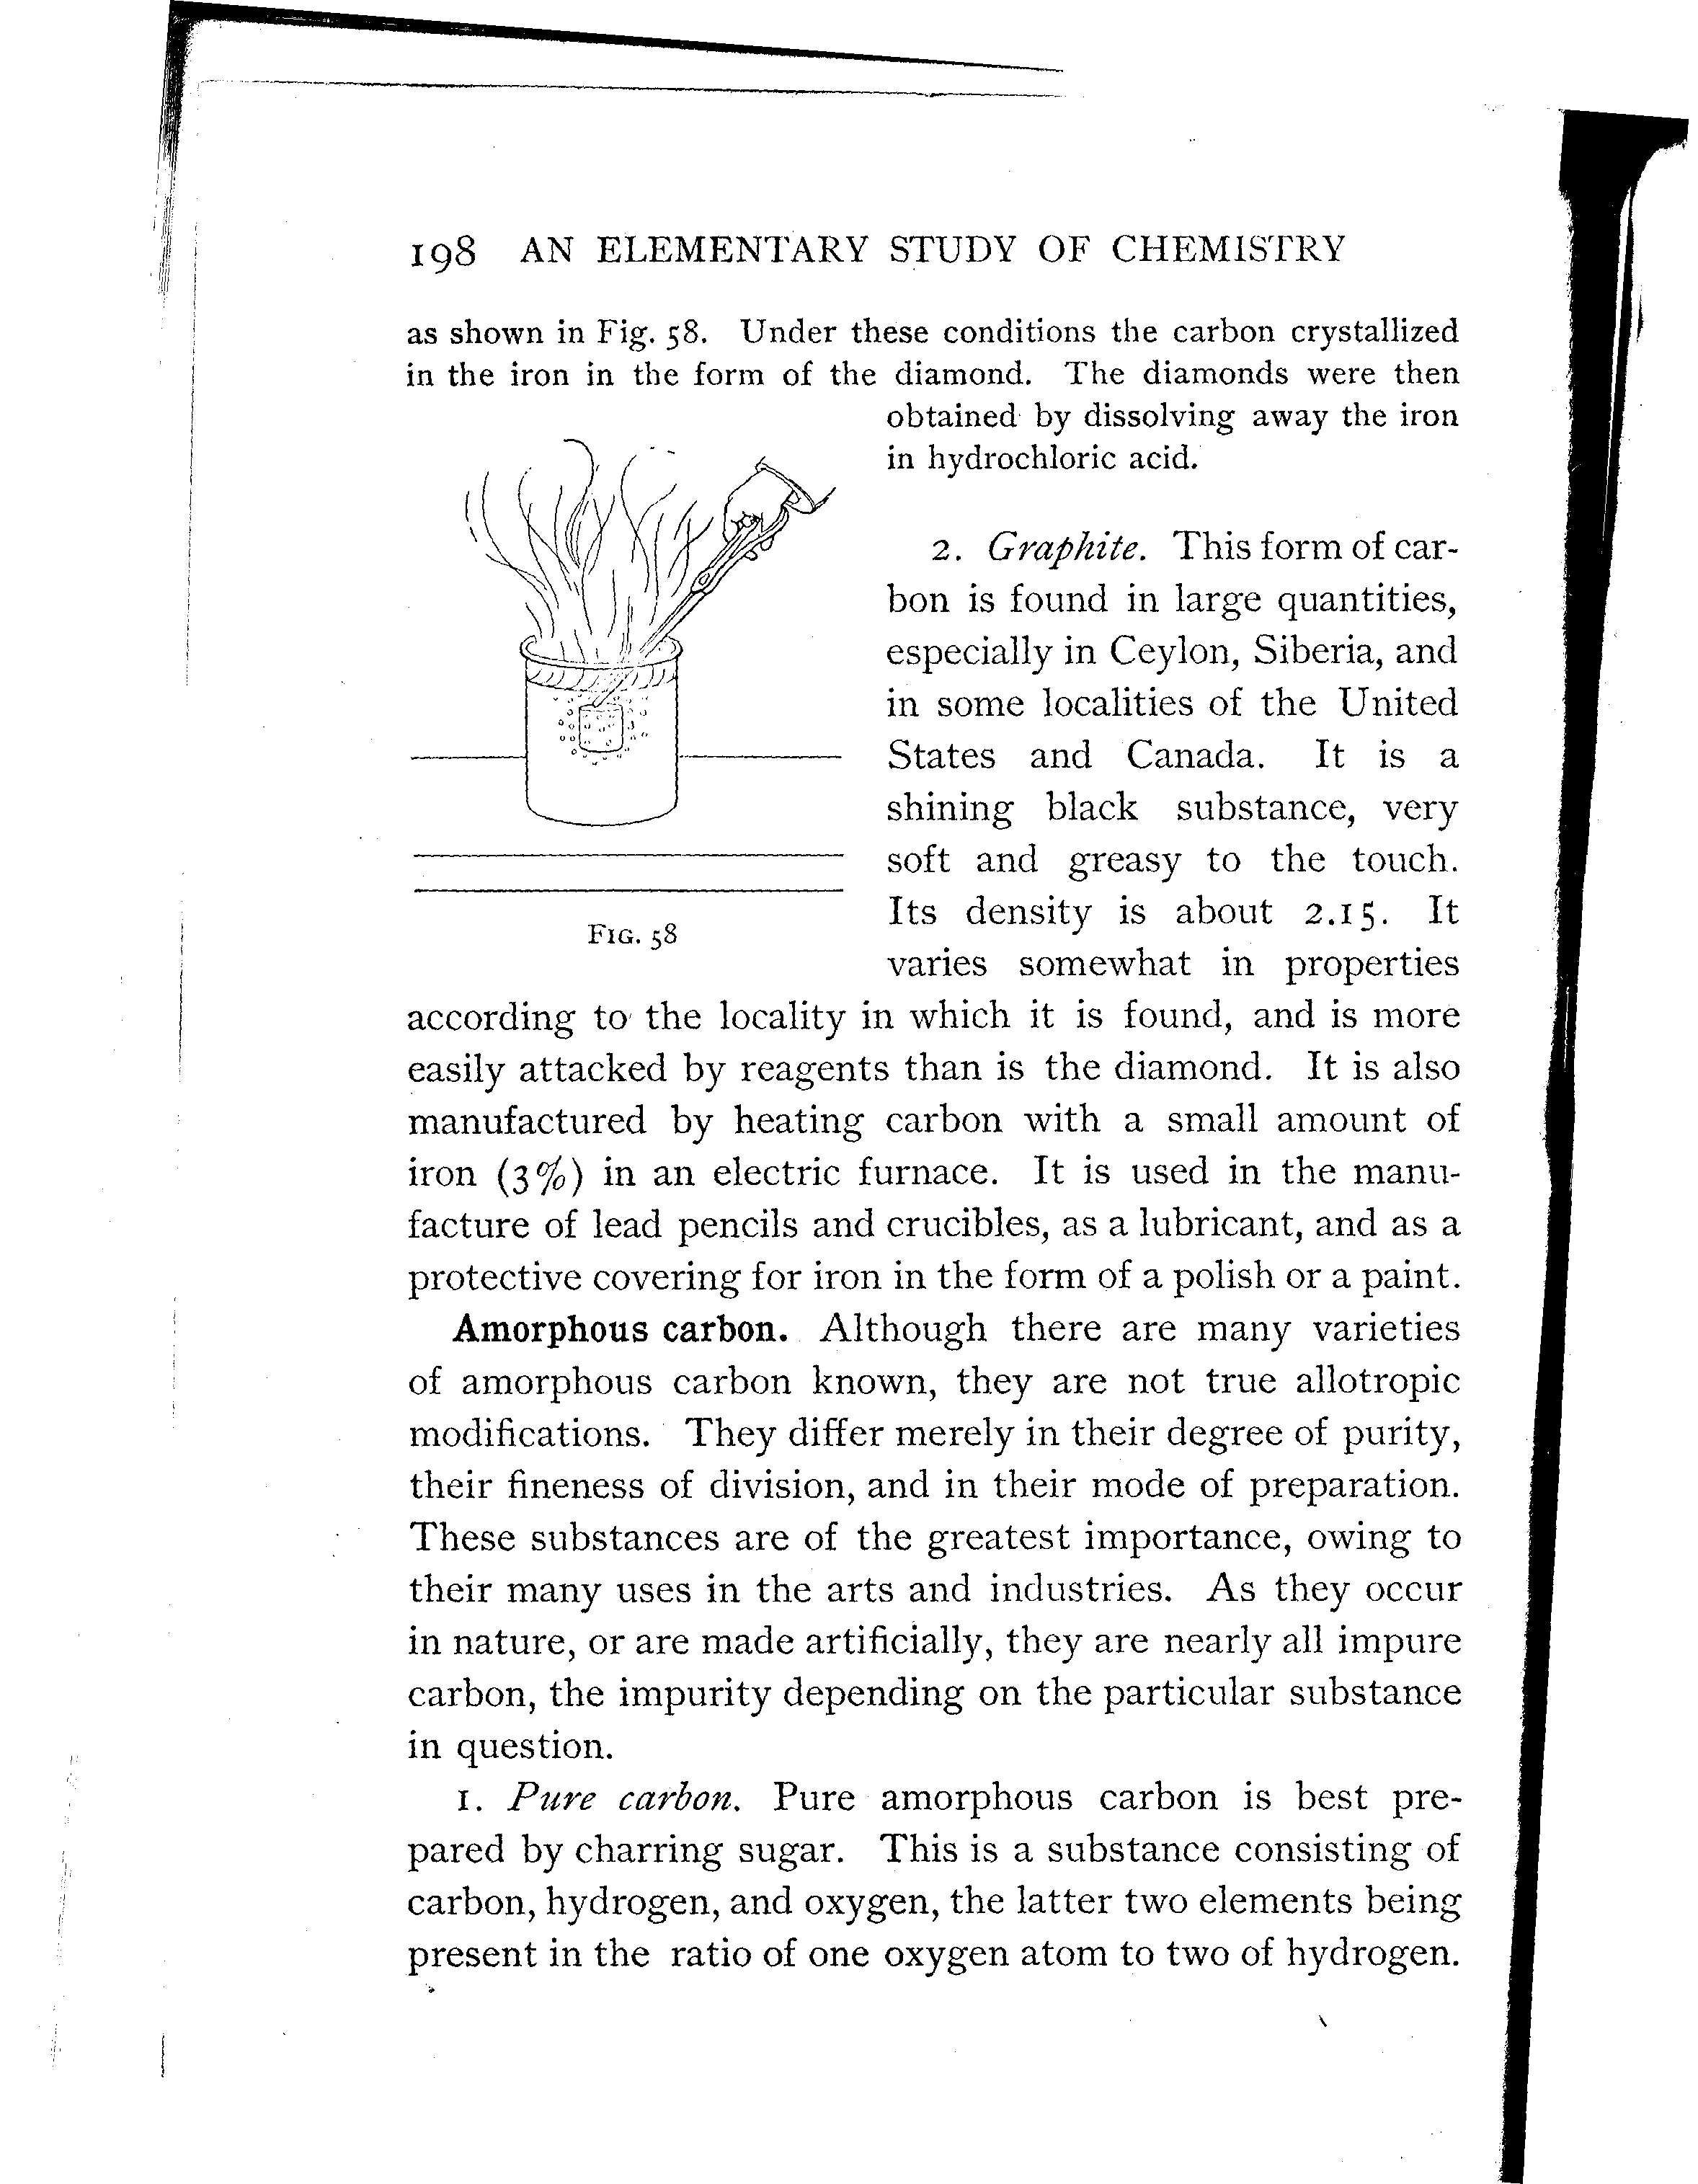 198 AN ELEMENTARY STUDY OF CHEMISTRY
as shown in Fig. 58. Under these conditions the carbon crystallized
in the iron in the form of the diamond. The diamonds were then
obtained by dissolving away the iron
in hydrochloric acid.
2. Graphite. This form of car-
bon is found in large quantities,
especially in Ceylon, Siberia, and
in some localities of the United
States and Canada. It is a
shining black substance, very
soft and greasy to the touch.
Its density is about 2.15. It
varies somewhat in properties
FIG. 58
according to the locality in which it is found, and is more
easily attacked by reagents than is the diamond. It is also
manufactured by heating carbon with a small amount of
iron (3%) in an electric furnace. It is used in the manu-
facture of lead pencils and crucibles, as a lubricant, and as a
protective covering for iron in the form of a polish or a paint.
Amorphous carbon. Although there are many varieties
of amorphous carbon known, they are not true allotropic
modifications. They differ merely in their degree of purity,
their fineness of division, and in their mode of preparation.
These substances are of the greatest importance, owing to
their many uses in the arts and industries. As they occur
in nature, or are made artificially, they are nearly all impure
carbon, the impurity depending on the particular substance
in question.
1. Pure carbon. Pure amorphous carbon is best pre-
pared by charring sugar. This is a substance consisting of
carbon, hydrogen, and oxygen, the latter two elements being
present in the ratio of one oxygen atom to two of hydrogen.